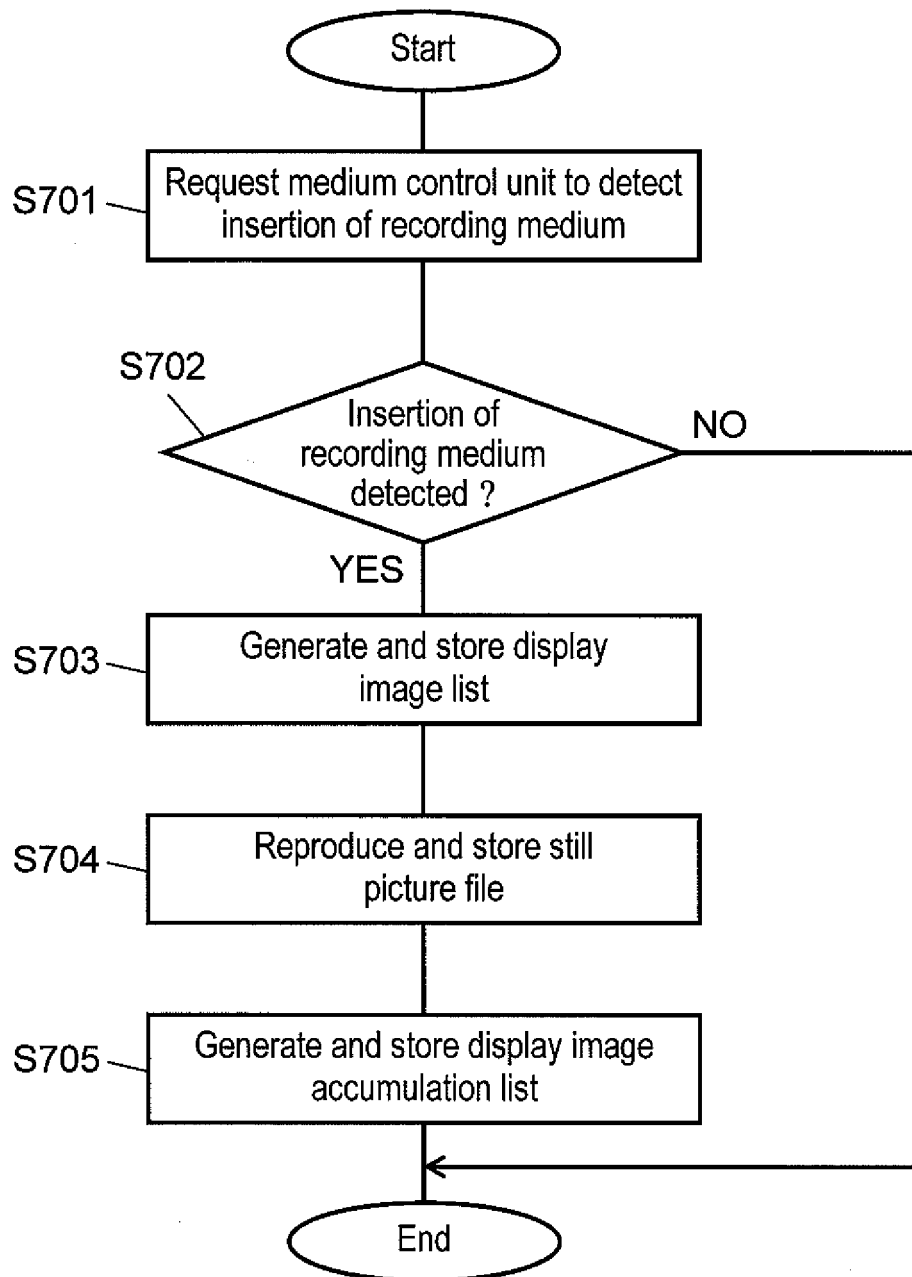 Start
S701
Request medium control unit to detect
insertion of recording medium
S702
Insertion of
recording medium
detected ?
NO
YES
S703
Generate and store display
image list
S704
Reproduce and store still
picture file
S705
Generate and store display image
accumulation list
End